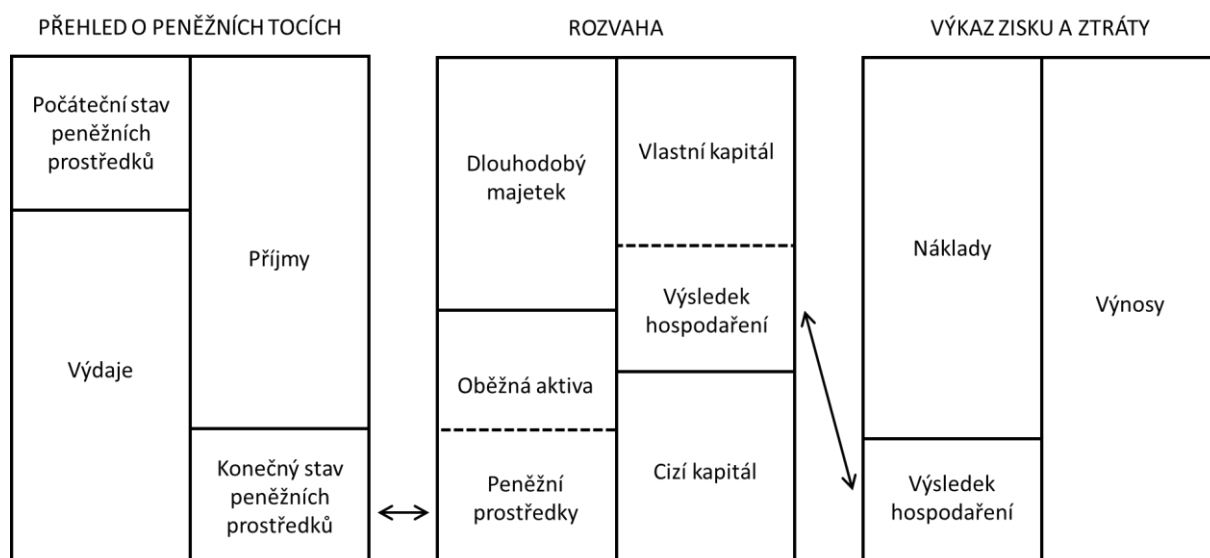 PŘEHLED O PENĚŽNÍCH TOCÍCH
Počáteční stav
peněžních
prostředků
Výdaje
Příjmy
Konečný stav
peněžních
prostředků
ROZVAHA
Dlouhodobý
majetek
Oběžná aktiva
Peněžní
prostředky
Vlastní kapitál
Výsledek
hospodaření
Cizí kapitál
VÝKAZ ZISKU A ZTRÁTY
Náklady
Výsledek
hospodaření
Výnosy